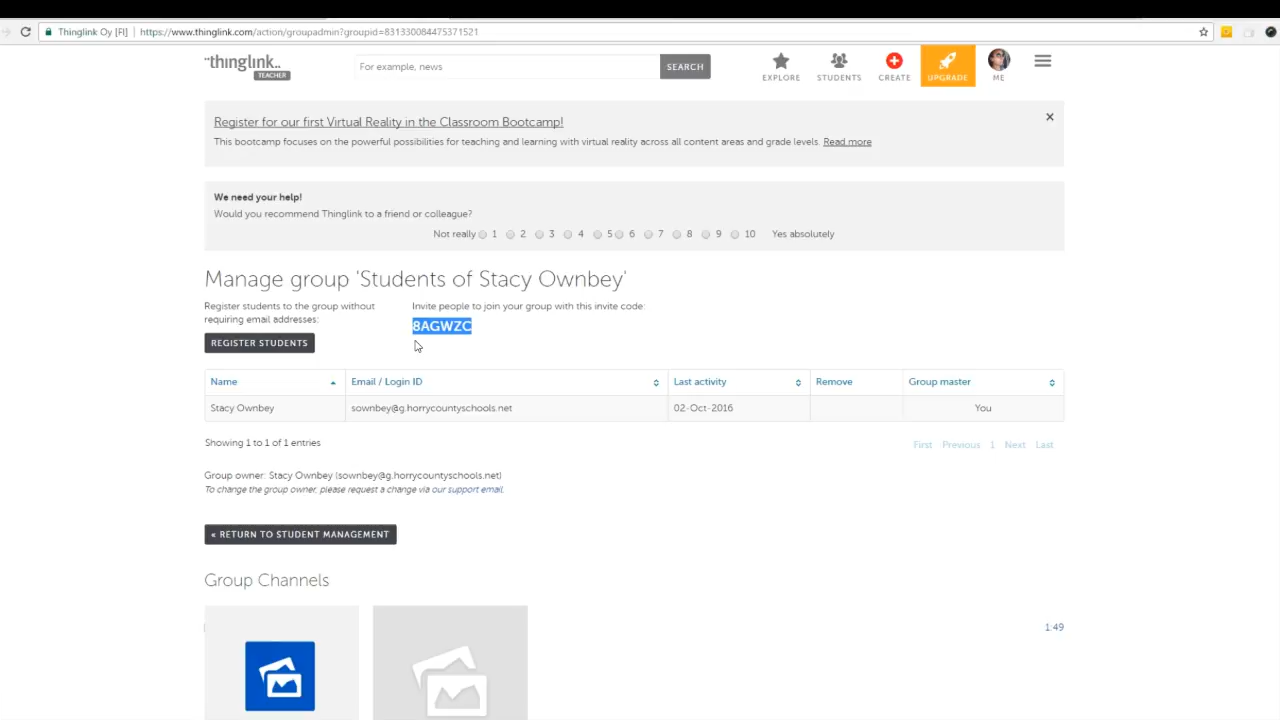 Thinglink Oy [FI] https://www.thinglink.com/action/groupadmin?groupid=831330084475371521
thinglink..
TEACHER
For example, news
SEARCH
EXPLORE
STUDENTS
CREATE
UPGRADE
ME
Register for our first Virtual Reality in the Classroom Bootcamp!
This bootcamp focuses on the powerful possibilities for teaching and learning with virtual reality across all content areas and grade levels. Read more
We need your help!
Would you recommend Thinglink to a friend or colleague?
Not really 1 2 3 4 5 6 7 8 9 10 Yes absolutely
Manage group 'Students of Stacy Ownbey'
Register students to the group without
requiring email addresses:
REGISTER STUDENTS
Invite people to join your group with this invite code:
8AGWZC
Name Email / Login ID Last activity Remove Group master
Stacy Ownbey sownbey@g.horrycountyschools.net 02-Oct-2016 You
Showing 1 to 1 of 1 entries
First Previous 1 Next Last
Group owner: Stacy Ownbey (sownbey@g.horrycountyschools.net)
To change the group owner, please request a change via our support email.
« RETURN TO STUDENT MANAGEMENT
Group Channels
1:49